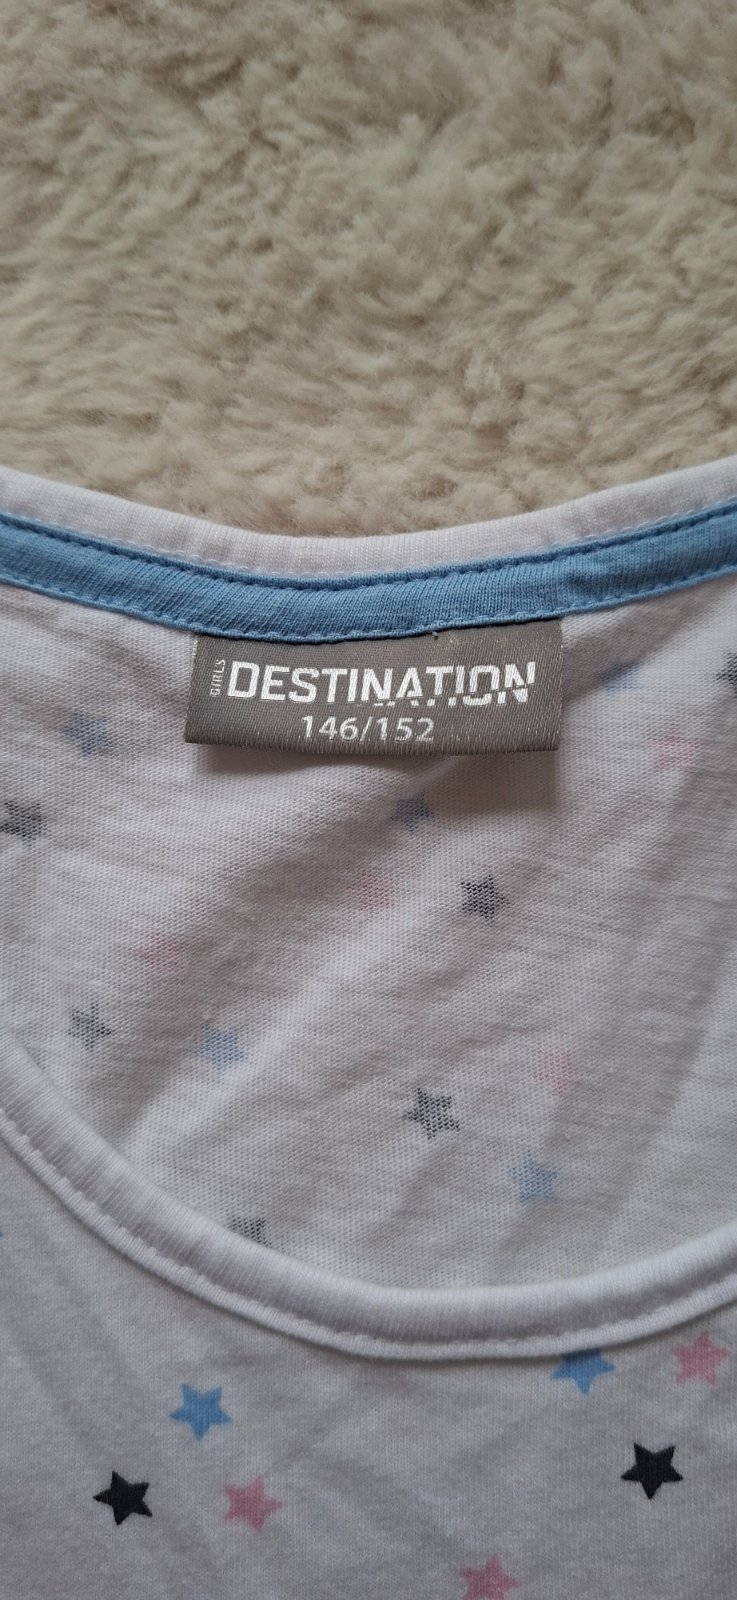 GIRLS
DESTINATION
146/152